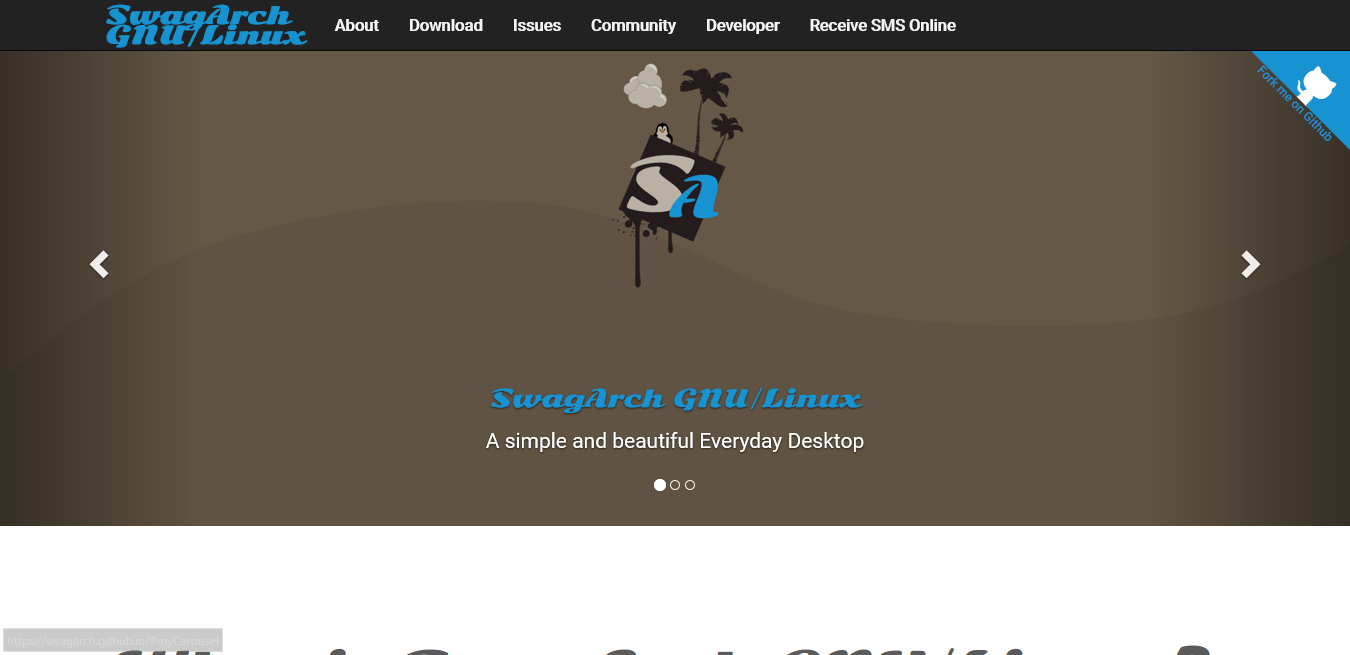 SwagArch
GNU/Linux
About Download Issues Community Developer Receive SMS Online
Fork me on Github
SA
SwagArch GNU/Linux
A simple and beautiful Everyday Desktop
https://swagarch.github.io/#myCarousel